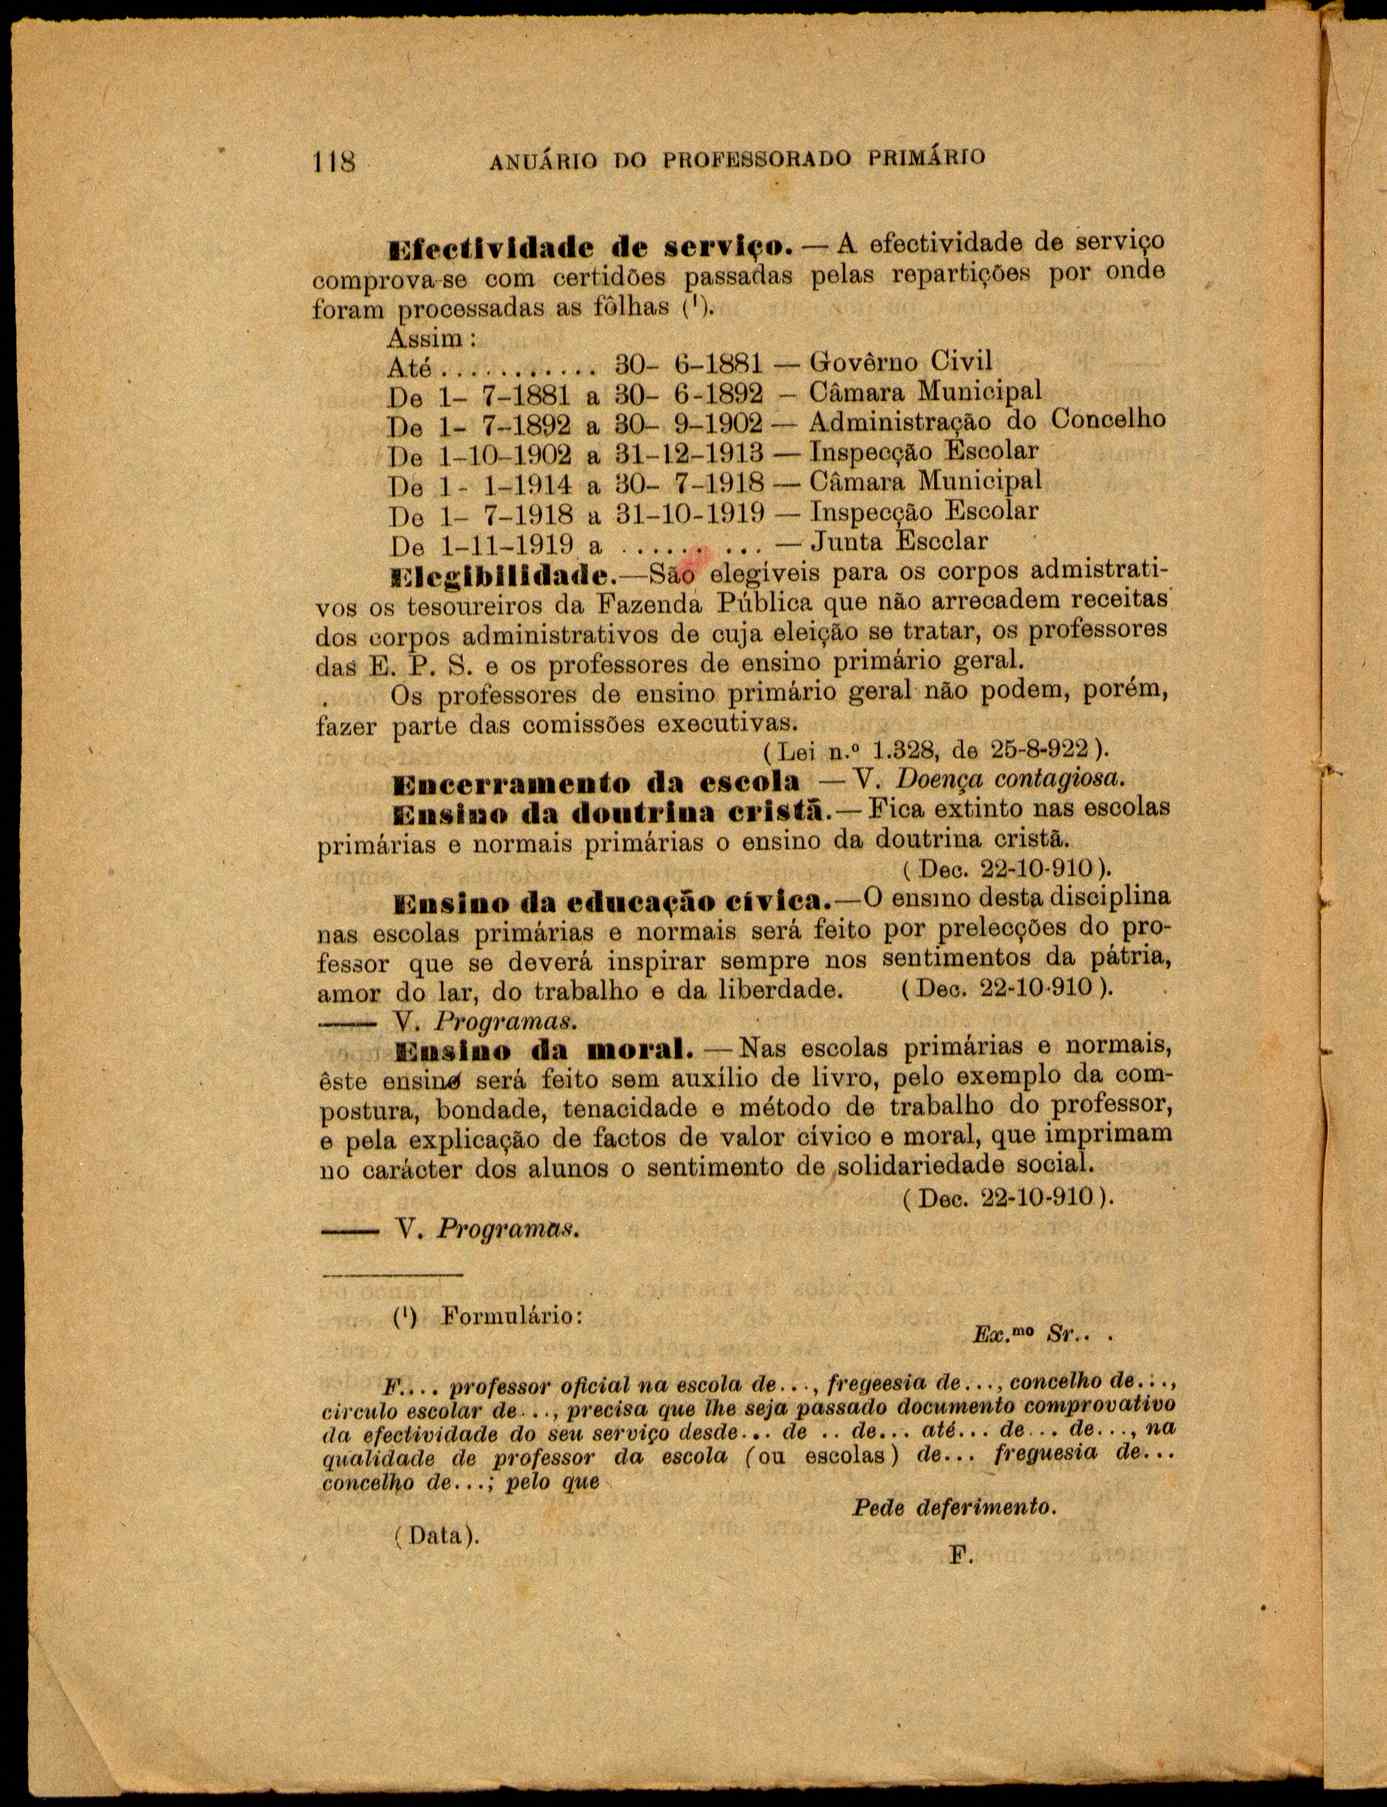 118 ANUÁRIO DO PROFESSORADO PRIMÁRIO
Efectividade de serviço. — A efectividade de serviço
comprova-se com certidões passadas pelas repartições por onde
foram processadas as fôlhas (¹).
Assim:
Até........... 30- 6-1881 — Govêrno Civil
De 1- 7-1881 a 30- 6-1892 — Câmara Municipal
De 1- 7-1892 a 30- 9-1902 — Administração do Concelho
De 1-10-1902 a 31-12-1913 — Inspecção Escolar
De 1- 1-1914 a 30- 7-1918 — Câmara Municipal
De 1- 7-1918 a 31-10-1919 — Inspecção Escolar
De 1-11-1919 a ...... ... — Junta Escclar
Elegibilidade.—São elegíveis para os corpos admistrati-
vos os tesoureiros da Fazenda Pública que não arrecadem receitas
dos corpos administrativos de cuja eleição se tratar, os professores
das E. P. S. e os professores de ensino primário geral.
Os professores de ensino primário geral não podem, porém,
fazer parte das comissões executivas.
(Lei n.º 1.328, de 25-8-922).
Encerramento da escola — V. Doença contagiosa.
Ensino da doutrina cristã.— Fica extinto nas escolas
primárias e normais primárias o ensino da doutrina cristã.
(Dec. 22-10-910).
Ensino da educação cívica.—O ensino desta disciplina
nas escolas primárias e normais será feito por prelecções do pro-
fessor que se deverá inspirar sempre nos sentimentos da pátria,
amor do lar, do trabalho e da liberdade. (Dec. 22-10-910).
—— V. Programas.
Ensino da moral. — Nas escolas primárias e normais,
êste ensino será feito sem auxílio de livro, pelo exemplo da com-
postura, bondade, tenacidade e método de trabalho do professor,
e pela explicação de factos de valor cívico e moral, que imprimam
no carácter dos alunos o sentimento de solidariedade social.
(Dec. 22-10-910).
—— V. Programas.
(¹) Formulário:
Ex.mo Sr.. .
F.... professor oficial na escola de..., fregeesia de..., concelho de...,
circulo escolar de..., precisa que lhe seja passado documento comprovativo
da efectividade do seu serviço desde... de .. de... até... de... de..., na
qualidade de professor da escola (ou escolas) de... freguesia de...
concelho de...; pelo que
Pede deferimento.
(Data).
F.